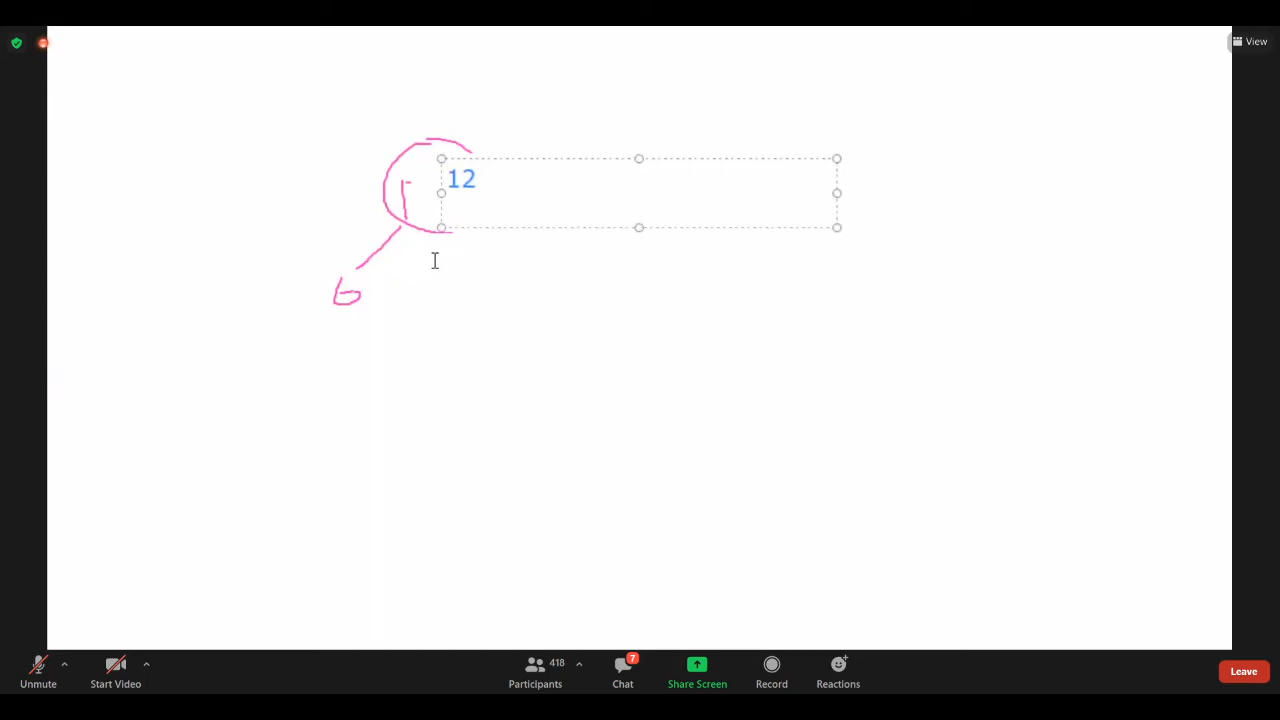 View
12
6
Unmute
Start Video
418
Participants
7
Chat
Share Screen
Record
Reactions
Leave